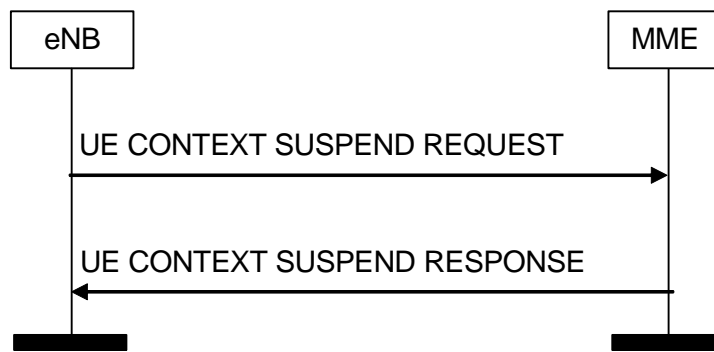 eNB
MME
UE CONTEXT SUSPEND REQUEST
UE CONTEXT SUSPEND RESPONSE